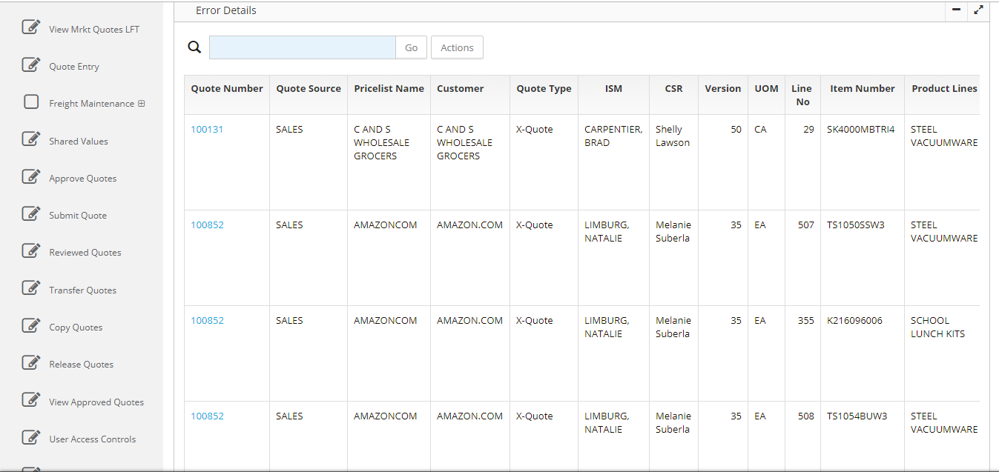 View Mrkt Quotes LFT
Quote Entry
Freight Maintenance
Shared Values
Approve Quotes
Submit Quote
Reviewed Quotes
Transfer Quotes
Copy Quotes
Release Quotes
View Approved Quotes
User Access Controls
Error Details
Go Actions
Quote Number Quote Source Pricelist Name Customer Quote Type ISM CSR Version UOM Line Item Number Product Lines
No
100131 SALES C AND S C AND S X-Quote CARPENTIER, Shelly 50 CA 29 SK4000MBTRI4 STEEL
WHOLESALE WHOLESALE BRAD Lawson VACUUMWARE
GROCERS GROCERS
100852 SALES AMAZONCOM AMAZON.COM X-Quote LIMBURG, Melanie 35 EA 507 TS1050SSW3 STEEL
NATALIE Suberla VACUUMWARE
100852 SALES AMAZONCOM AMAZON.COM X-Quote LIMBURG, Melanie 35 EA 355 K216096006 SCHOOL
NATALIE Suberla LUNCH KITS
100852 SALES AMAZONCOM AMAZON.COM X-Quote LIMBURG, Melanie 35 EA 508 TS1054BUW3 STEEL
NATALIE Suberla VACUUMWARE